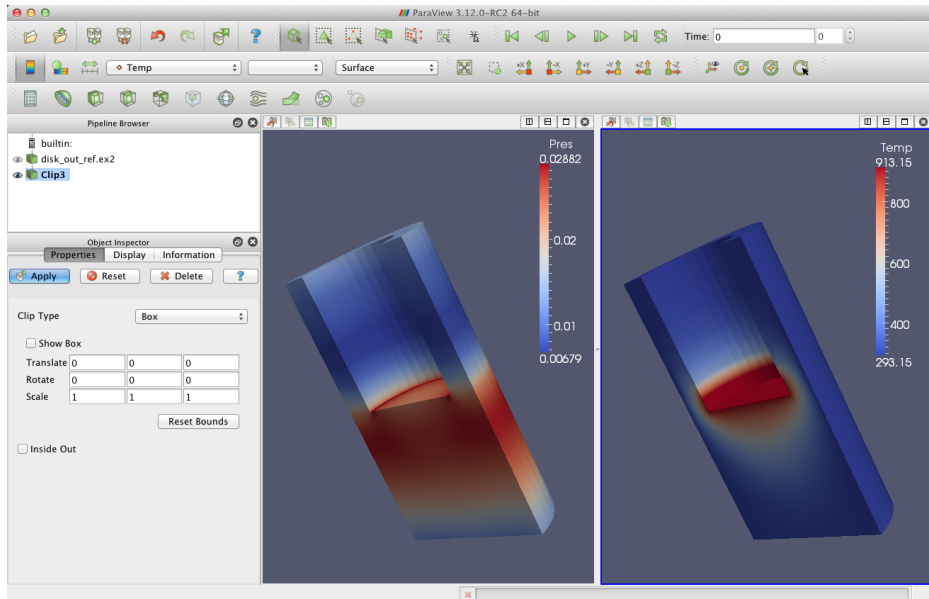 ParaView 3.12.0-RC2 64-bit
?
Time: 0 0
Temp Surface +X -X +Y -Y +Z -Z
Pipeline Browser
builtin:
disk_out_ref.ex2
Clip3
Object Inspector
Properties Display Information
Apply Reset Delete ?
Clip Type Box
Show Box
Translate 0 0 0
Rotate 0 0 0
Scale 1 1 1
Reset Bounds
Inside Out
Pres
0.02882
0.02
0.01
0.00679
Temp
913.15
800
600
400
293.15